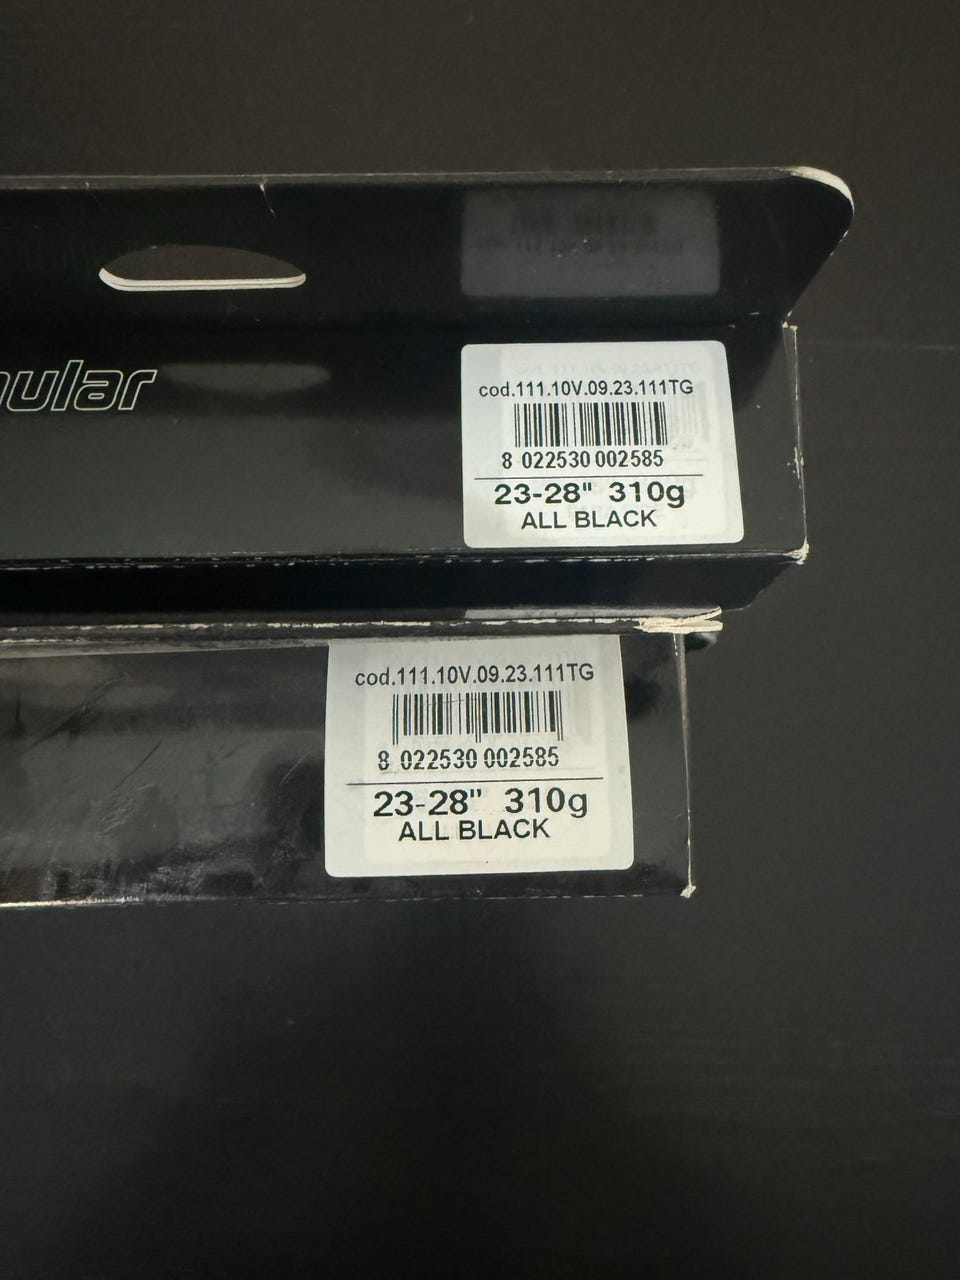 ular
cod.111.10V.09.23.111TG
8 022530 002585
23-28" 310g
ALL BLACK
cod.111.10V.09.23.111TG
8 022530 002585
23-28" 310g
ALL BLACK